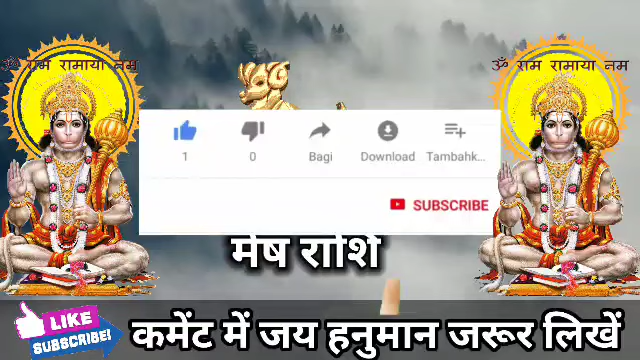 ॐ राम रामाया नम
ॐ राम रामाया नम
1 0 Bagi Download Tambahk...
SUBSCRIBE
मेष राशि
LIKE
SUBSCRIBE!
कमेंट में जय हनुमान जरूर लिखें